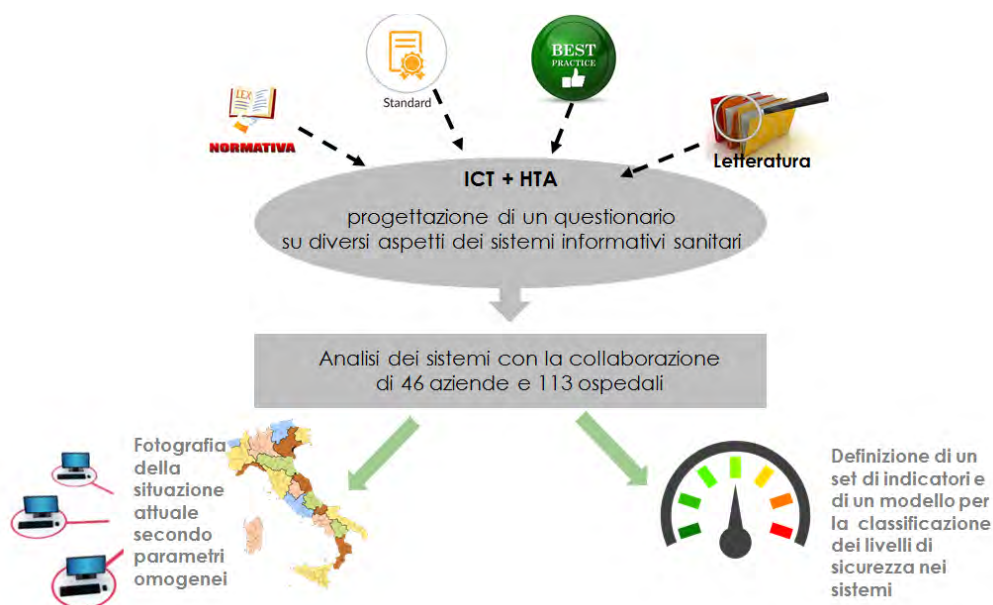 Standard
BEST
PRACTICE
LEX
NORMATIVA
Letteratura
ICT + HTA
progettazione di un questionario
su diversi aspetti dei sistemi informativi sanitari
Analisi dei sistemi con la collaborazione
di 46 aziende e 113 ospedali
Fotografia
della
situazione
attuale
secondo
parametri
omogenei
Definizione di un
set di indicatori e
di un modello per
la classificazione
dei livelli di
sicurezza nei
sistemi